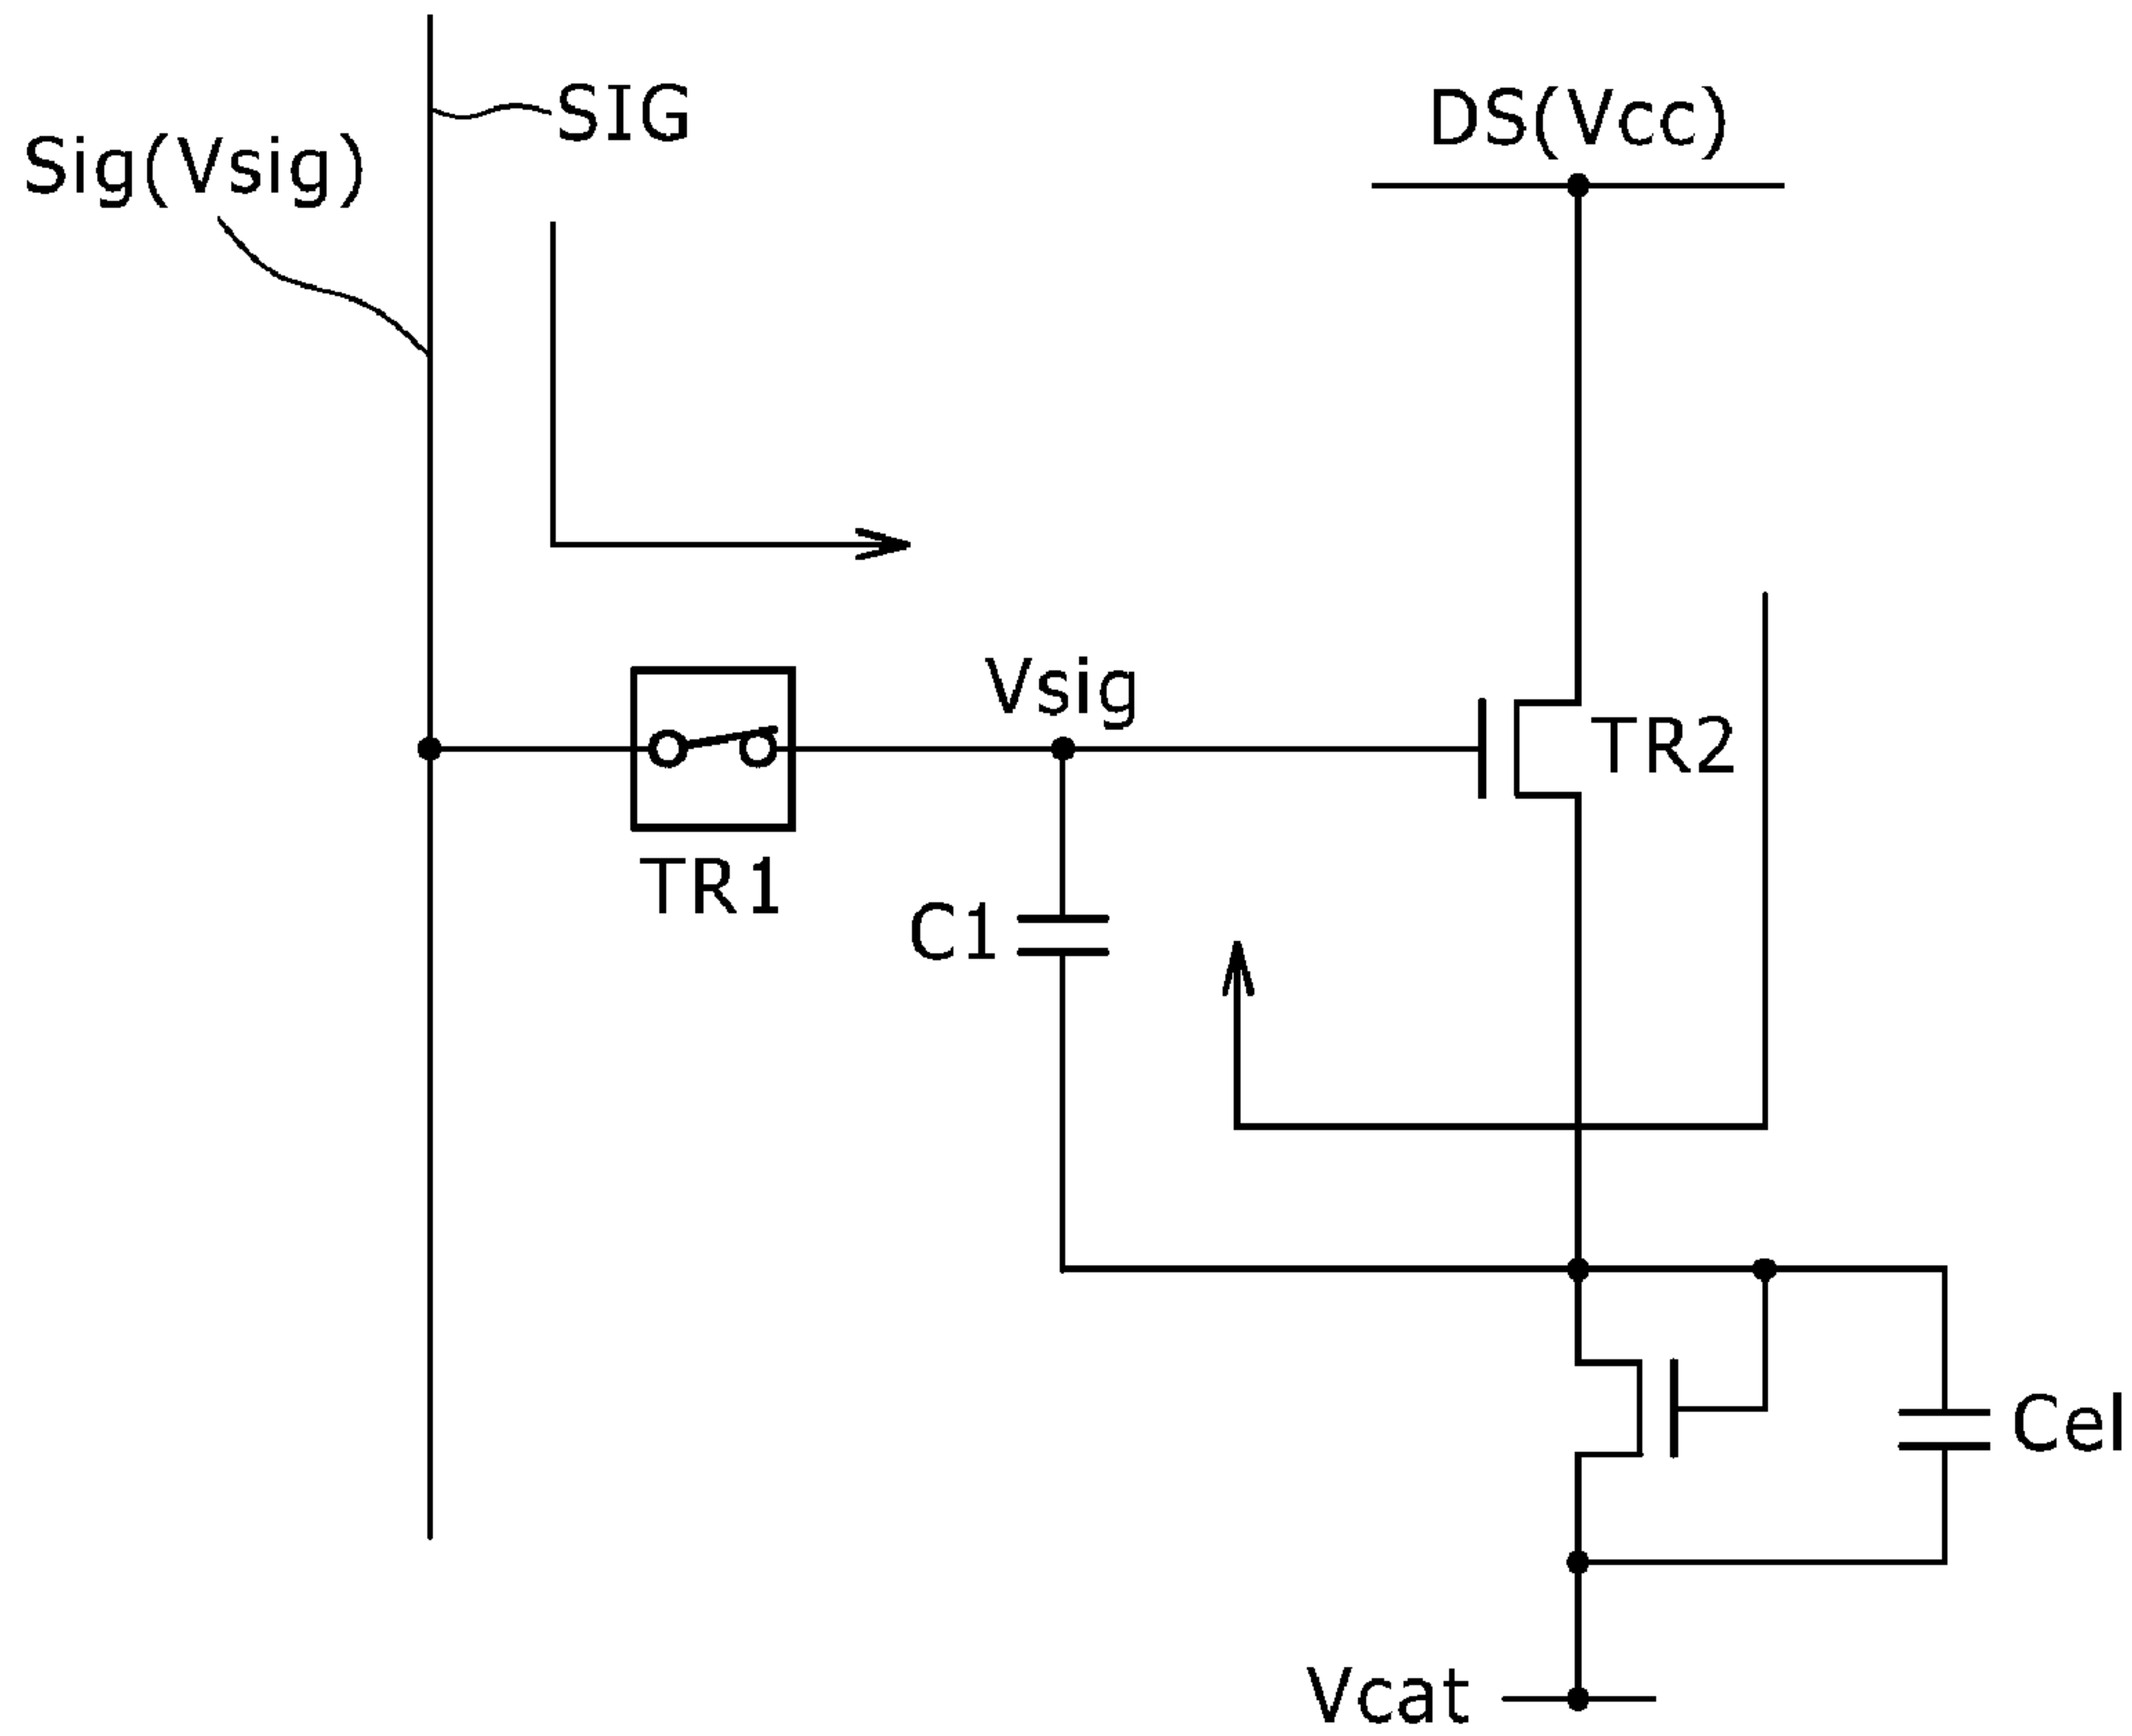 SIG
DS(Vcc)
Sig(Vsig)
Vsig
TR2
TR1
C1
Cel
Vcat